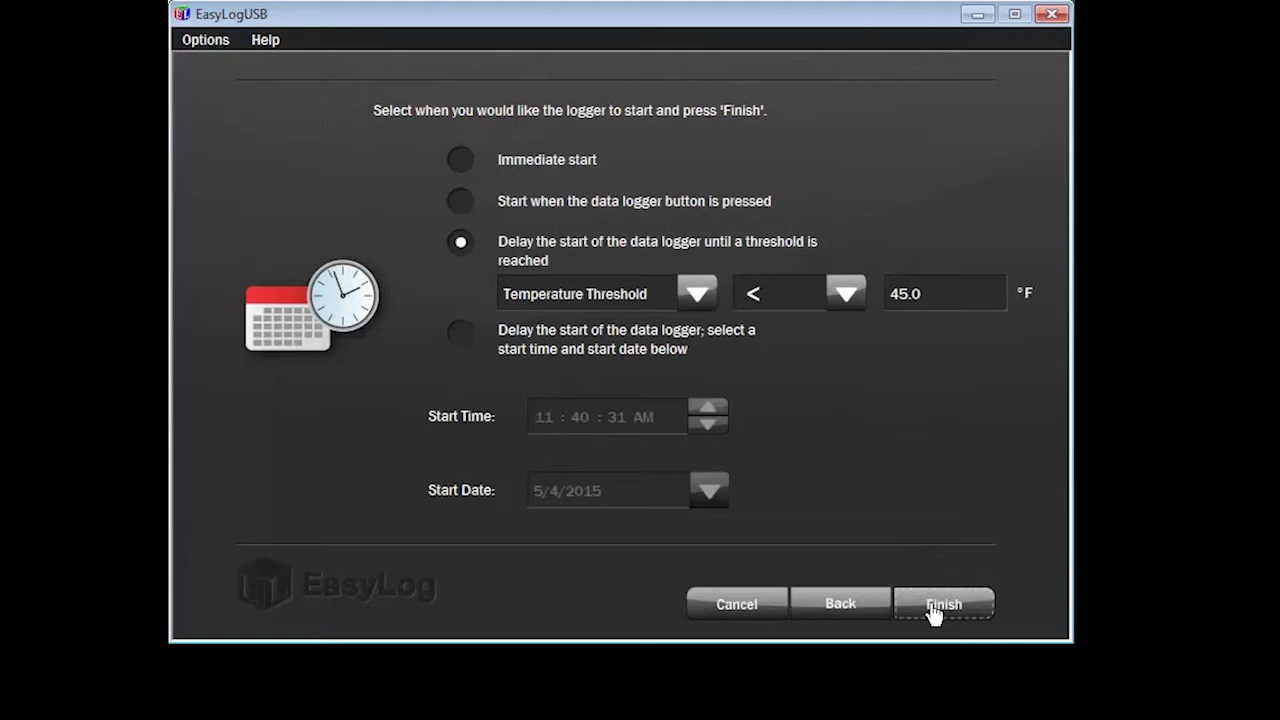 EasyLogUSB
Options Help
Select when you would like the logger to start and press 'Finish'.
Immediate start
Start when the data logger button is pressed
Delay the start of the data logger until a threshold is
reached
Temperature Threshold < 45.0 °F
Delay the start of the data logger; select a
start time and start date below
Start Time: 11 : 40 : 31 AM
Start Date: 5/4/2015
EasyLog
Cancel Back Finish